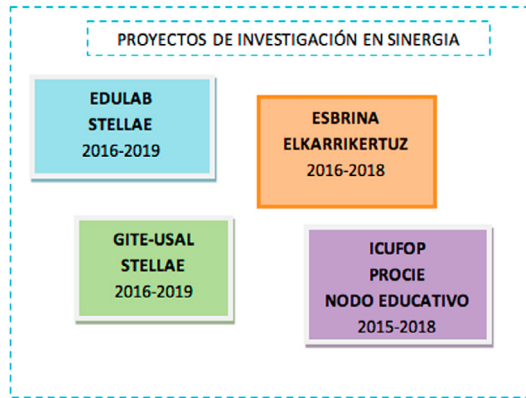 PROYECTOS DE INVESTIGACIÓN EN SINERGIA
EDULAB
STELLAE
2016-2019
ESBRINA
ELKARRIKERTUZ
2016-2018
GITE-USAL
STELLAE
2016-2019
ICUFOP
PROCIE
NODO EDUCATIVO
2015-2018